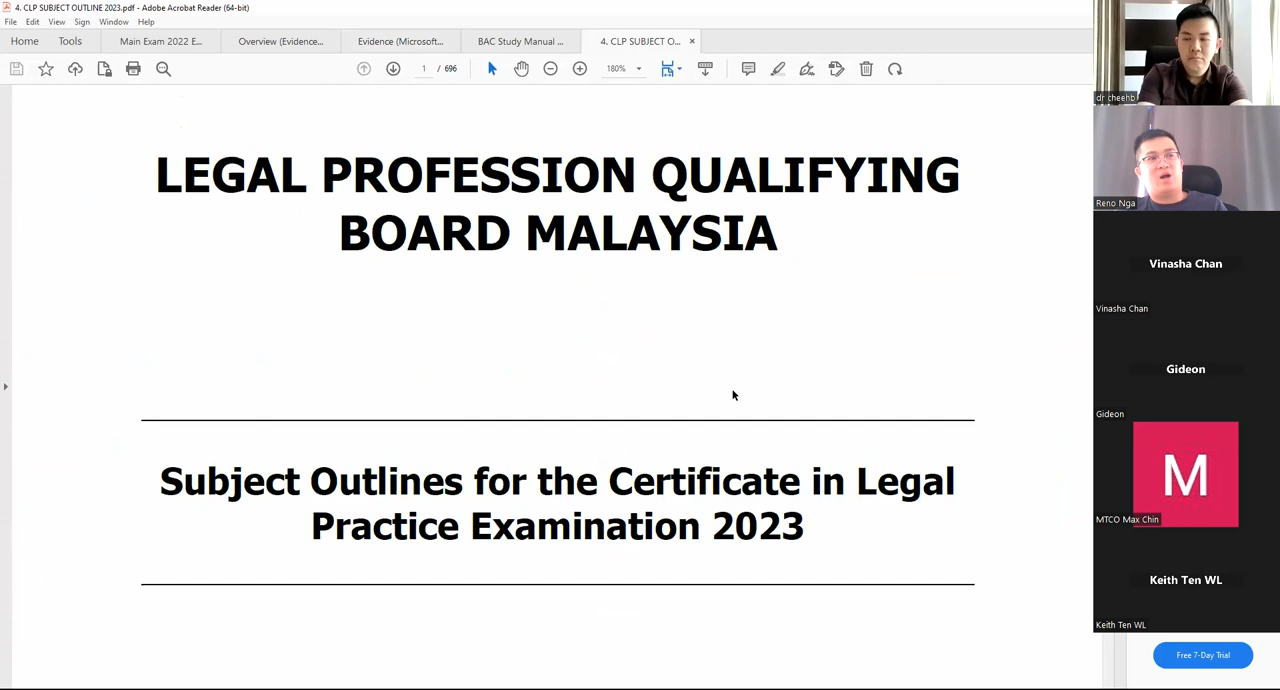 4. CLP SUBJECT OUTLINE 2023.pdf - Adobe Acrobat Reader (64-bit)
File Edit View Sign Window Help
Home Tools Main Exam 2022 E... Overview (Evidence... Evidence (Microsoft... Manual ... 4. CLP SUBJECT O... ×
1 696 180%
LEGAL PROFESSION QUALIFYING
BOARD MALAYSIA
Subject Outlines for the Certificate in Legal
Practice Examination 2023
dr cheehb
Reno Nga
Vinasha Chan
Vinasha Chan
Gideon
Gideon
M
MTCO Max Chin
Keith Ten WL
Keith Ten WL
Free 7-Day Trial